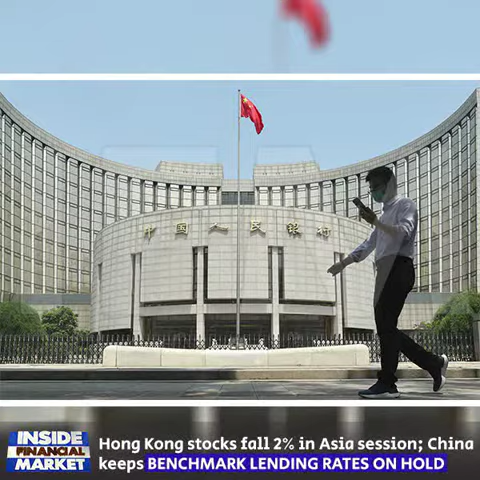 中国人民银行
INSIDE
FINANCIAL
MARKET
Hong Kong stocks fall 2% in Asia session; China
keeps BENCHMARK LENDING RATES ON HOLD